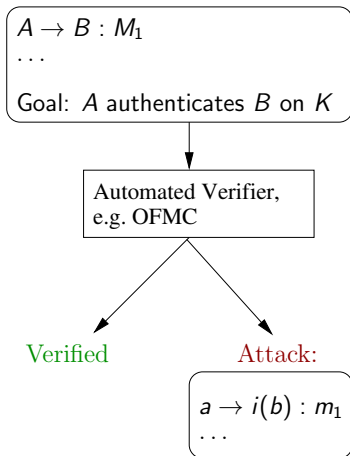 A → B : M₁
...
Goal: A authenticates B on K
Automated Verifier,
e.g. OFMC
Verified
Attack:
a → i(b) : m₁
...